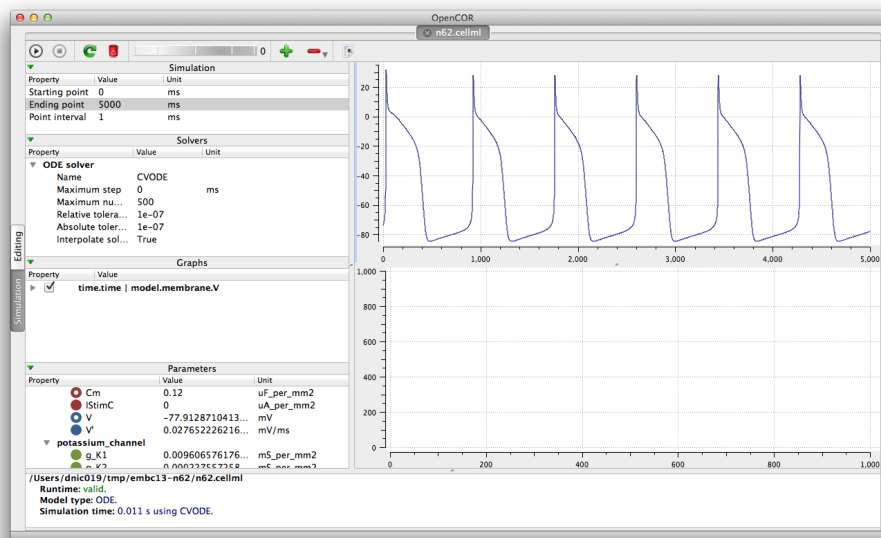 OpenCOR
n62.cellml
0
Simulation
Property Value Unit
Starting point 0 ms
Ending point 5000 ms
Point interval 1 ms
Solvers
Property Value Unit
ODE solver
Name CVODE
Maximum step 0 ms
Maximum nu... 500
Relative tolera... 1e-07
Absolute toler... 1e-07
Interpolate sol... True
Graphs
Property Value
time.time | model.membrane.V
Parameters
Property Value Unit
Cm 0.12 uF_per_mm2
IStimC 0 uA_per_mm2
V -77.9128710413... mV
V' 0.027652226216... mV/ms
potassium_channel
g_K1 0.009606576176... mS_per_mm2
g_K2 0.000227557258 mS_per_mm2
Editing
Simulation
20
0
-20
-40
-60
-80
0 1,000 2,000 3,000 4,000 5,000
1,000
800
600
400
200
0
0 200 400 600 800 1,000
/Users/dnic019/tmp/embc13-n62/n62.cellml
Runtime: valid.
Model type: ODE.
Simulation time: 0.011 s using CVODE.